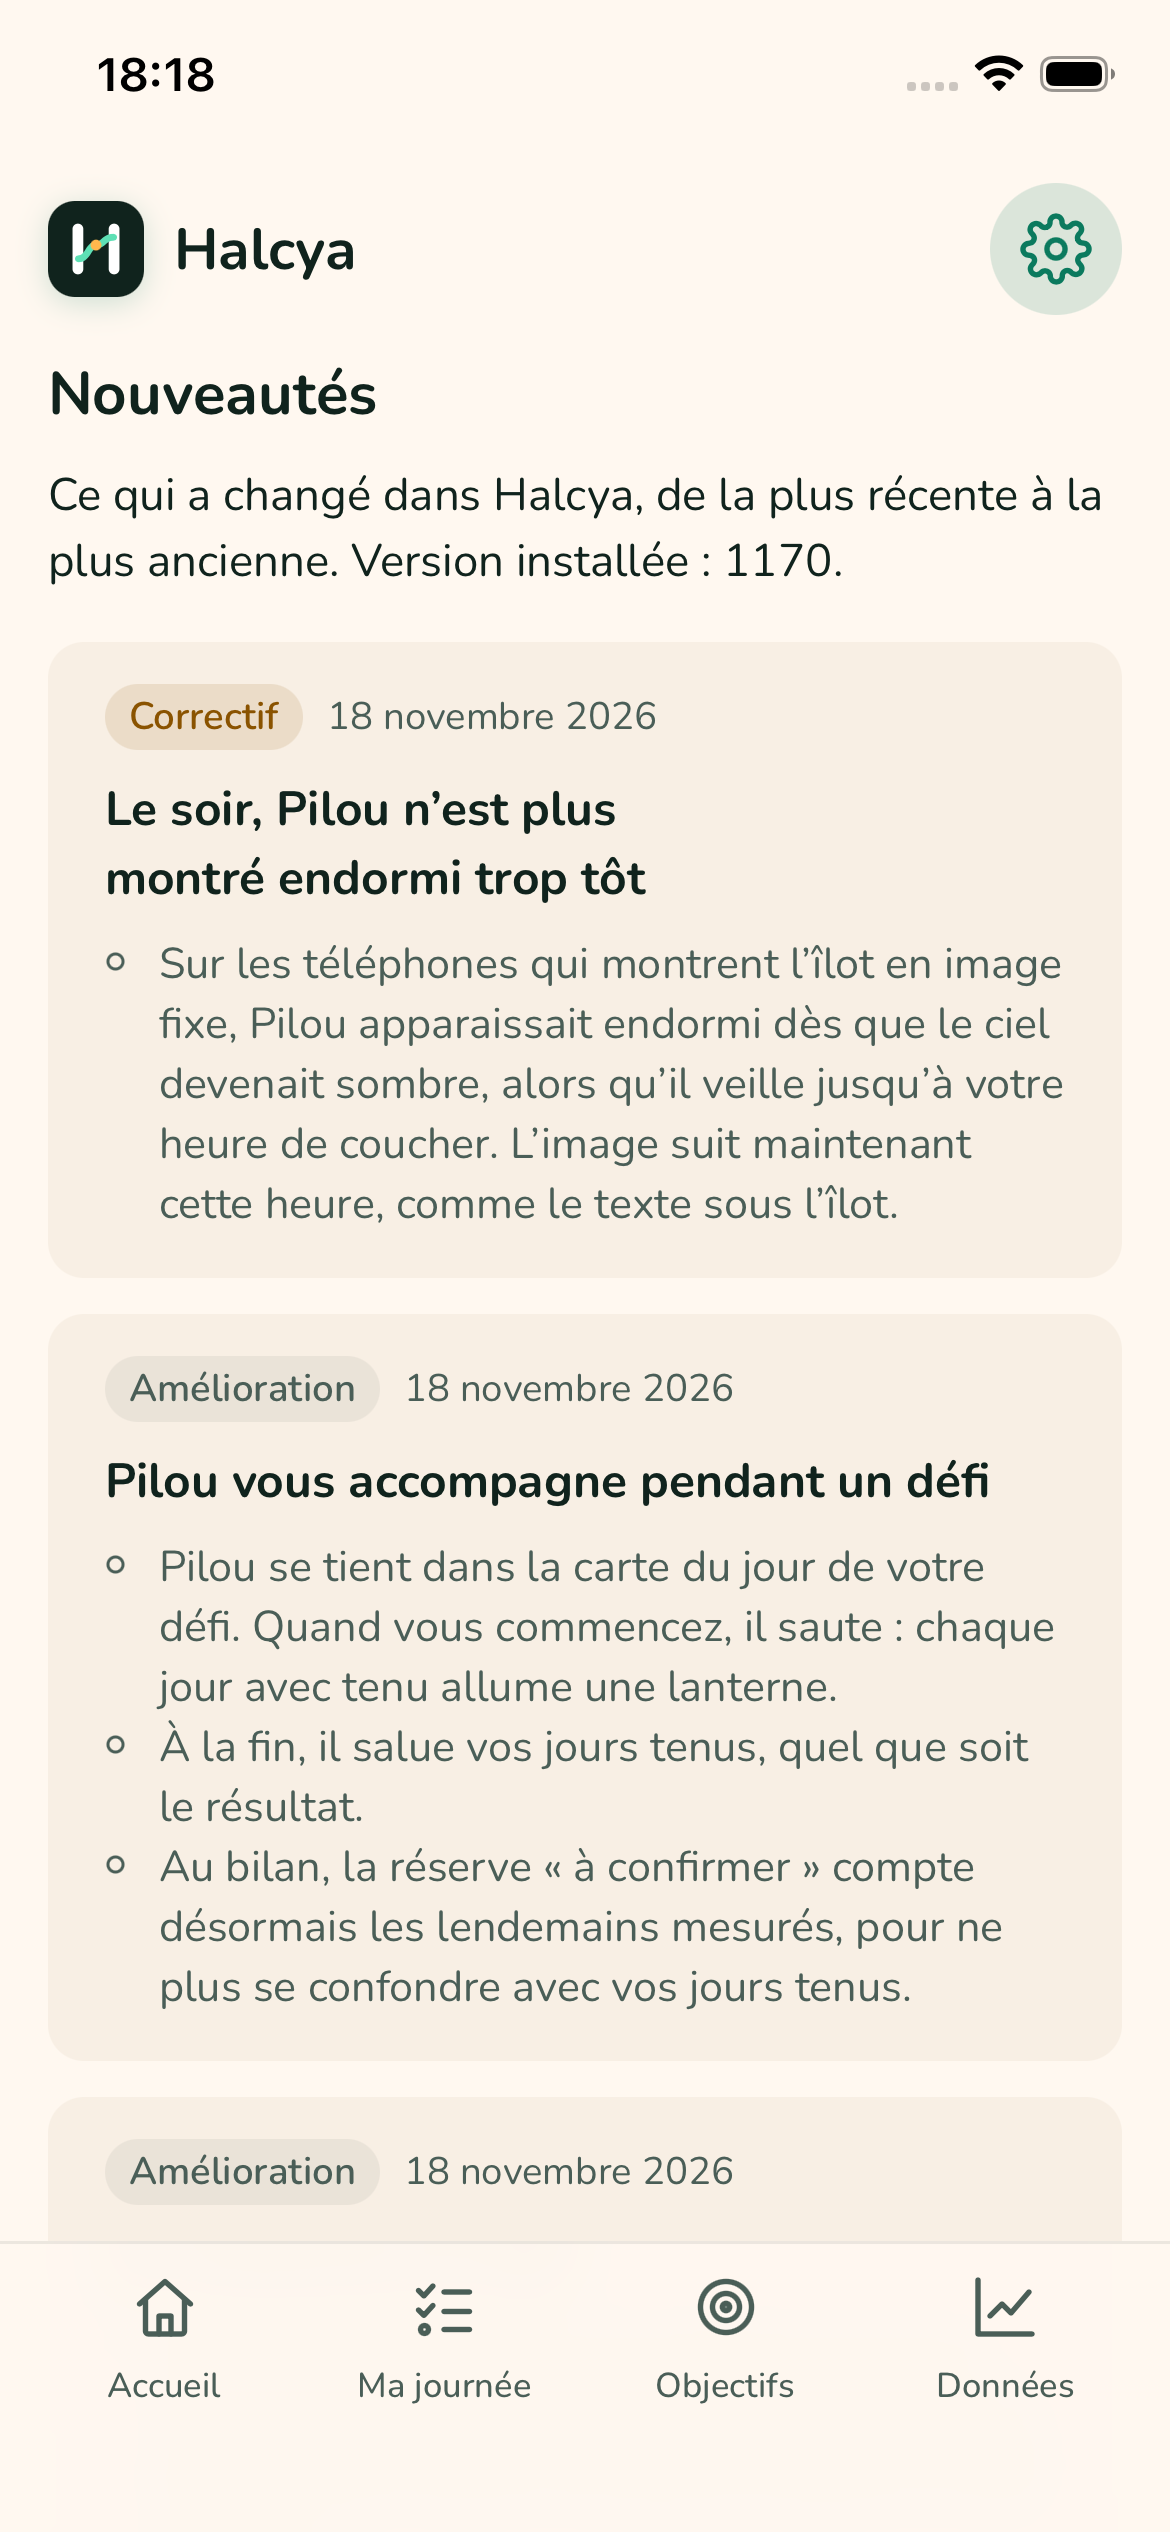 18:18
Halcya
Nouveautés
Ce qui a changé dans Halcya, de la plus récente à la
plus ancienne. Version installée : 1170.
Correctif 18 novembre 2026
Le soir, Pilou n’est plus
montré endormi trop tôt
Sur les téléphones qui montrent l’îlot en image
fixe, Pilou apparaissait endormi dès que le ciel
devenait sombre, alors qu’il veille jusqu’à votre
heure de coucher. L’image suit maintenant
cette heure, comme le texte sous l’îlot.
Amélioration 18 novembre 2026
Pilou vous accompagne pendant un défi
Pilou se tient dans la carte du jour de votre
défi. Quand vous commencez, il saute : chaque
jour avec tenu allume une lanterne.
À la fin, il salue vos jours tenus, quel que soit
le résultat.
Au bilan, la réserve « à confirmer » compte
désormais les lendemains mesurés, pour ne
plus se confondre avec vos jours tenus.
Amélioration 18 novembre 2026
Accueil Ma journée Objectifs Données